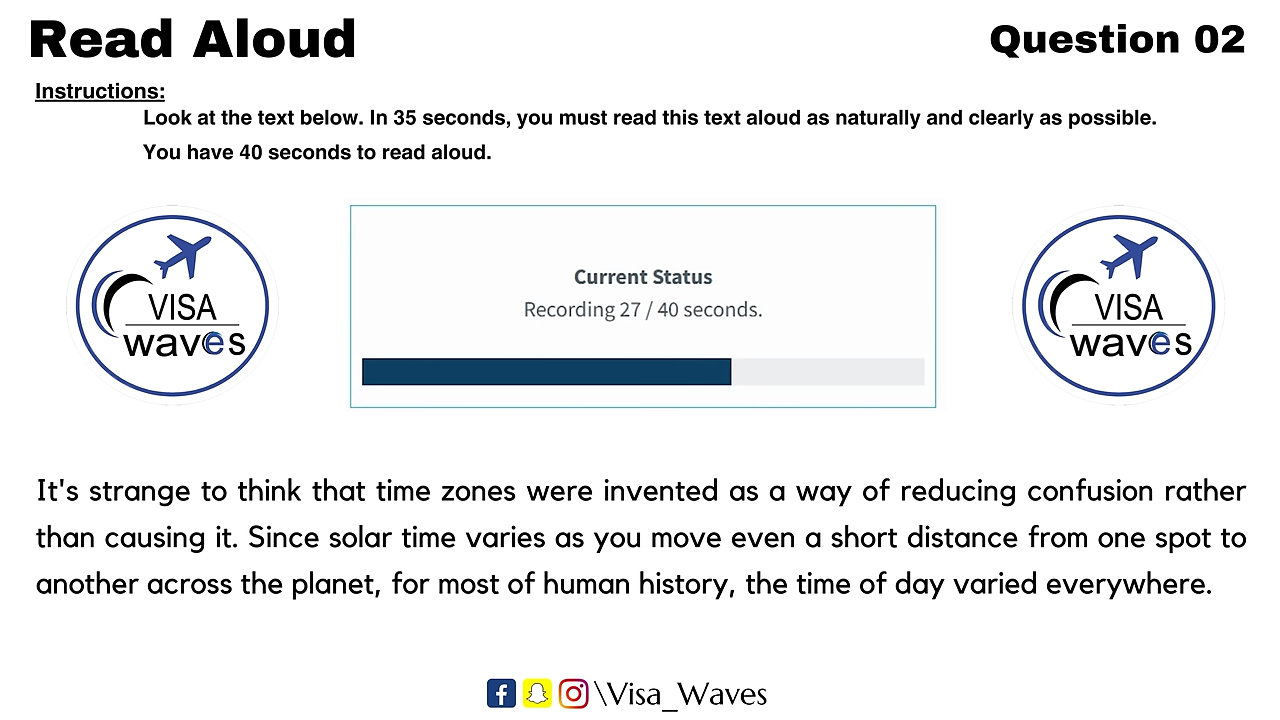 Read Aloud
Question 02
Instructions:
Look at the text below. In 35 seconds, you must read this text aloud as naturally and clearly as possible.
You have 40 seconds to read aloud.
VISA
waves
Current Status
Recording 27 / 40 seconds.
VISA
waves
It's strange to think that time zones were invented as a way of reducing confusion rather
than causing it. Since solar time varies as you move even a short distance from one spot to
another across the planet, for most of human history, the time of day varied everywhere.
\Visa_Waves